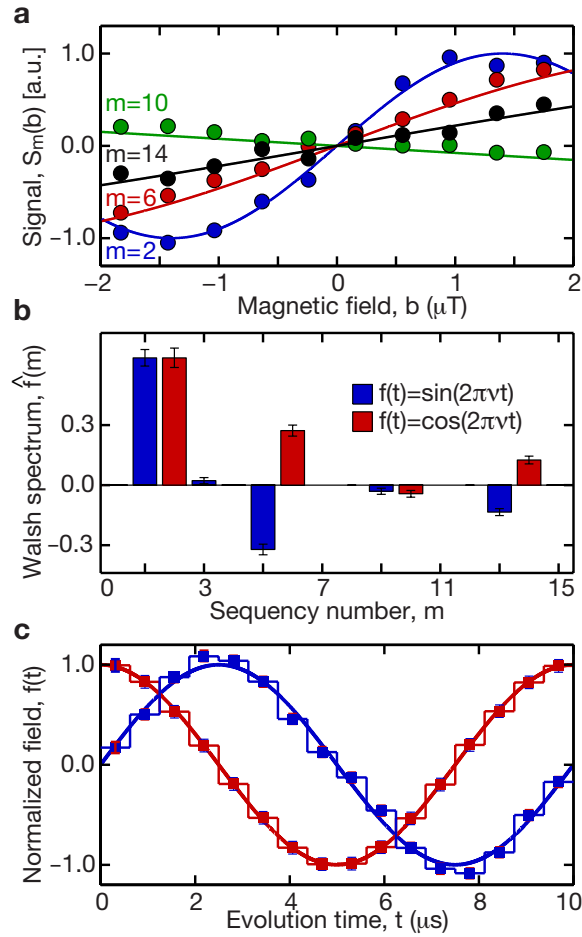 a
Signal, Sm(b) [a.u.]
1.0
0.0
−1.0
m=10
m=14
m=6
m=2
−2 −1 0 1 2
Magnetic field, b (μT)
b
Walsh spectrum, f̂(m)
0.3
0.0
−0.3
f(t)=sin(2πνt)
f(t)=cos(2πνt)
0 3 7 11 15
Sequency number, m
c
Normalized field, f(t)
1.0
0.0
−1.0
0 2 4 6 8 10
Evolution time, t (μs)